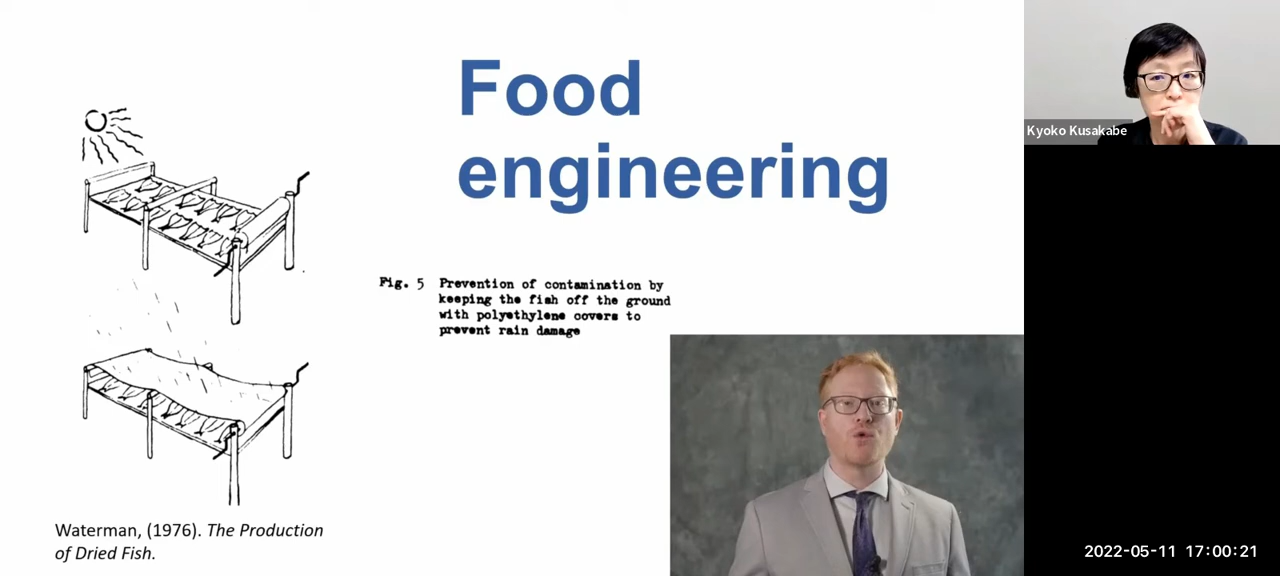 Food
engineering
Fig. 5 Prevention of contamination by
keeping the fish off the ground
with polyethylene covers to
prevent rain damage
Waterman, (1976). The Production
of Dried Fish.
Kyoko Kusakabe
2022-05-11 17:00:21